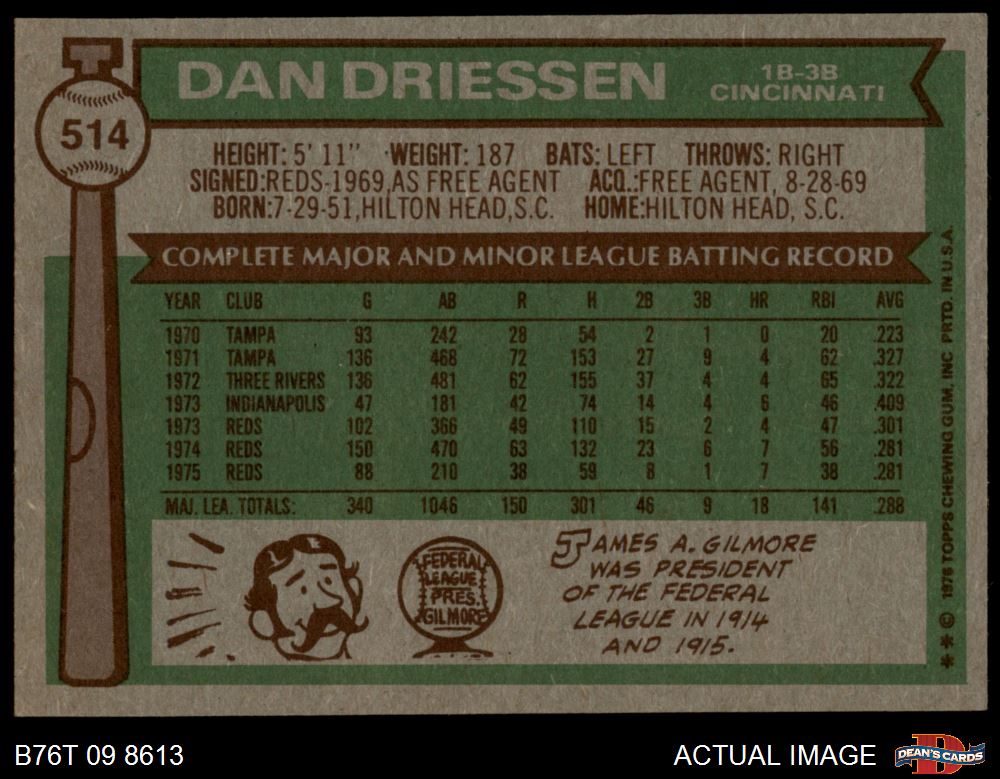 514
DAN DRIESSEN
1B-3B
CINCINNATI
HEIGHT: 5' 11" WEIGHT: 187 BATS: LEFT THROWS: RIGHT
SIGNED:REDS-1969,AS FREE AGENT ACQ.:FREE AGENT, 8-28-69
BORN:7-29-51,HILTON HEAD,S.C. HOME:HILTON HEAD, S.C.
COMPLETE MAJOR AND MINOR LEAGUE BATTING RECORD
YEAR CLUB G AB R H 2B 3B HR RBI AVG
1970 TAMPA 93 242 28 54 2 1 0 20 .223
1971 TAMPA 136 468 72 153 27 9 4 62 .327
1972 THREE RIVERS 136 481 62 155 37 4 4 65 .322
1973 INDIANAPOLIS 47 181 42 74 14 4 6 46 .409
1973 REDS 102 366 49 110 15 2 4 47 .301
1974 REDS 150 470 63 132 23 6 7 56 .281
1975 REDS 88 210 38 59 8 1 7 38 .281
MAJ. LEA. TOTALS: 340 1046 150 301 46 9 18 141 .288
FEDERAL
LEAGUE
PRES.
GILMORE
JAMES A. GILMORE
WAS PRESIDENT
OF THE FEDERAL
LEAGUE IN 1914
AND 1915.
* * © 1976 TOPPS CHEWING GUM, INC PRTD. IN U.S.A.
B76T 09 8613
ACTUAL IMAGE
D
DEAN'S CARDS